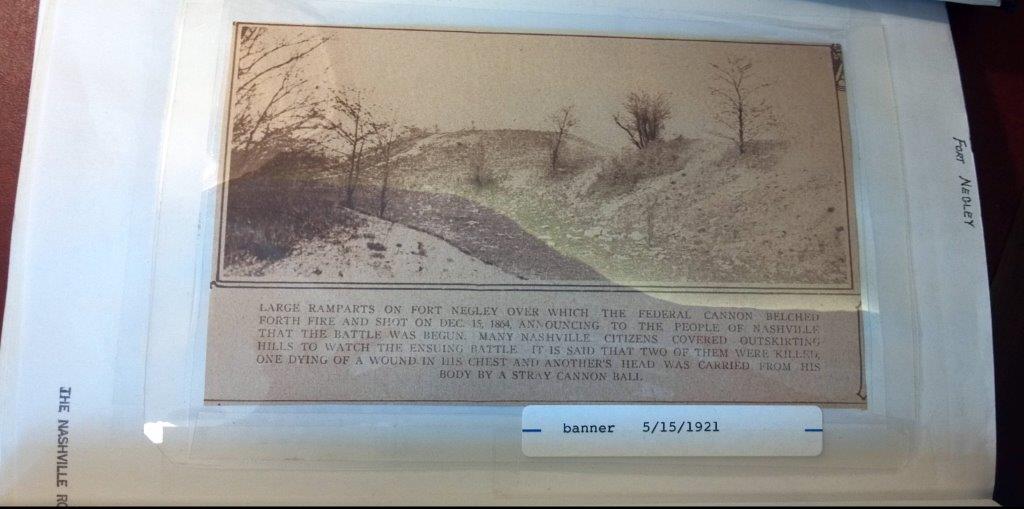 LARGE RAMPARTS ON FORT NEGLEY OVER WHICH THE FEDERAL CANNON BELCHED
FORTH FIRE AND SHOT ON DEC. 15, 1864, ANNOUNCING TO THE PEOPLE OF NASHVILLE
THAT THE BATTLE WAS BEGUN. MANY NASHVILLE CITIZENS COVERED OUTSKIRTING
HILLS TO WATCH THE ENSUING BATTLE. IT IS SAID THAT TWO OF THEM WERE KILLED,
ONE DYING OF A WOUND IN HIS CHEST AND ANOTHER'S HEAD WAS CARRIED FROM HIS
BODY BY A STRAY CANNON BALL.
banner 5/15/1921
FORT NEGLEY
THE NASHVILLE RO